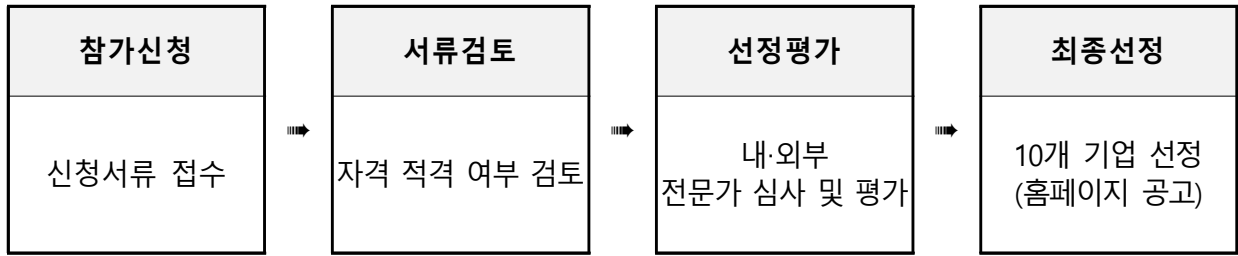 참가신청
신청서류 접수
서류검토
자격 적격 여부 검토
선정평가
내·외부
전문가 심사 및 평가
최종선정
10개 기업 선정
(홈페이지 공고)